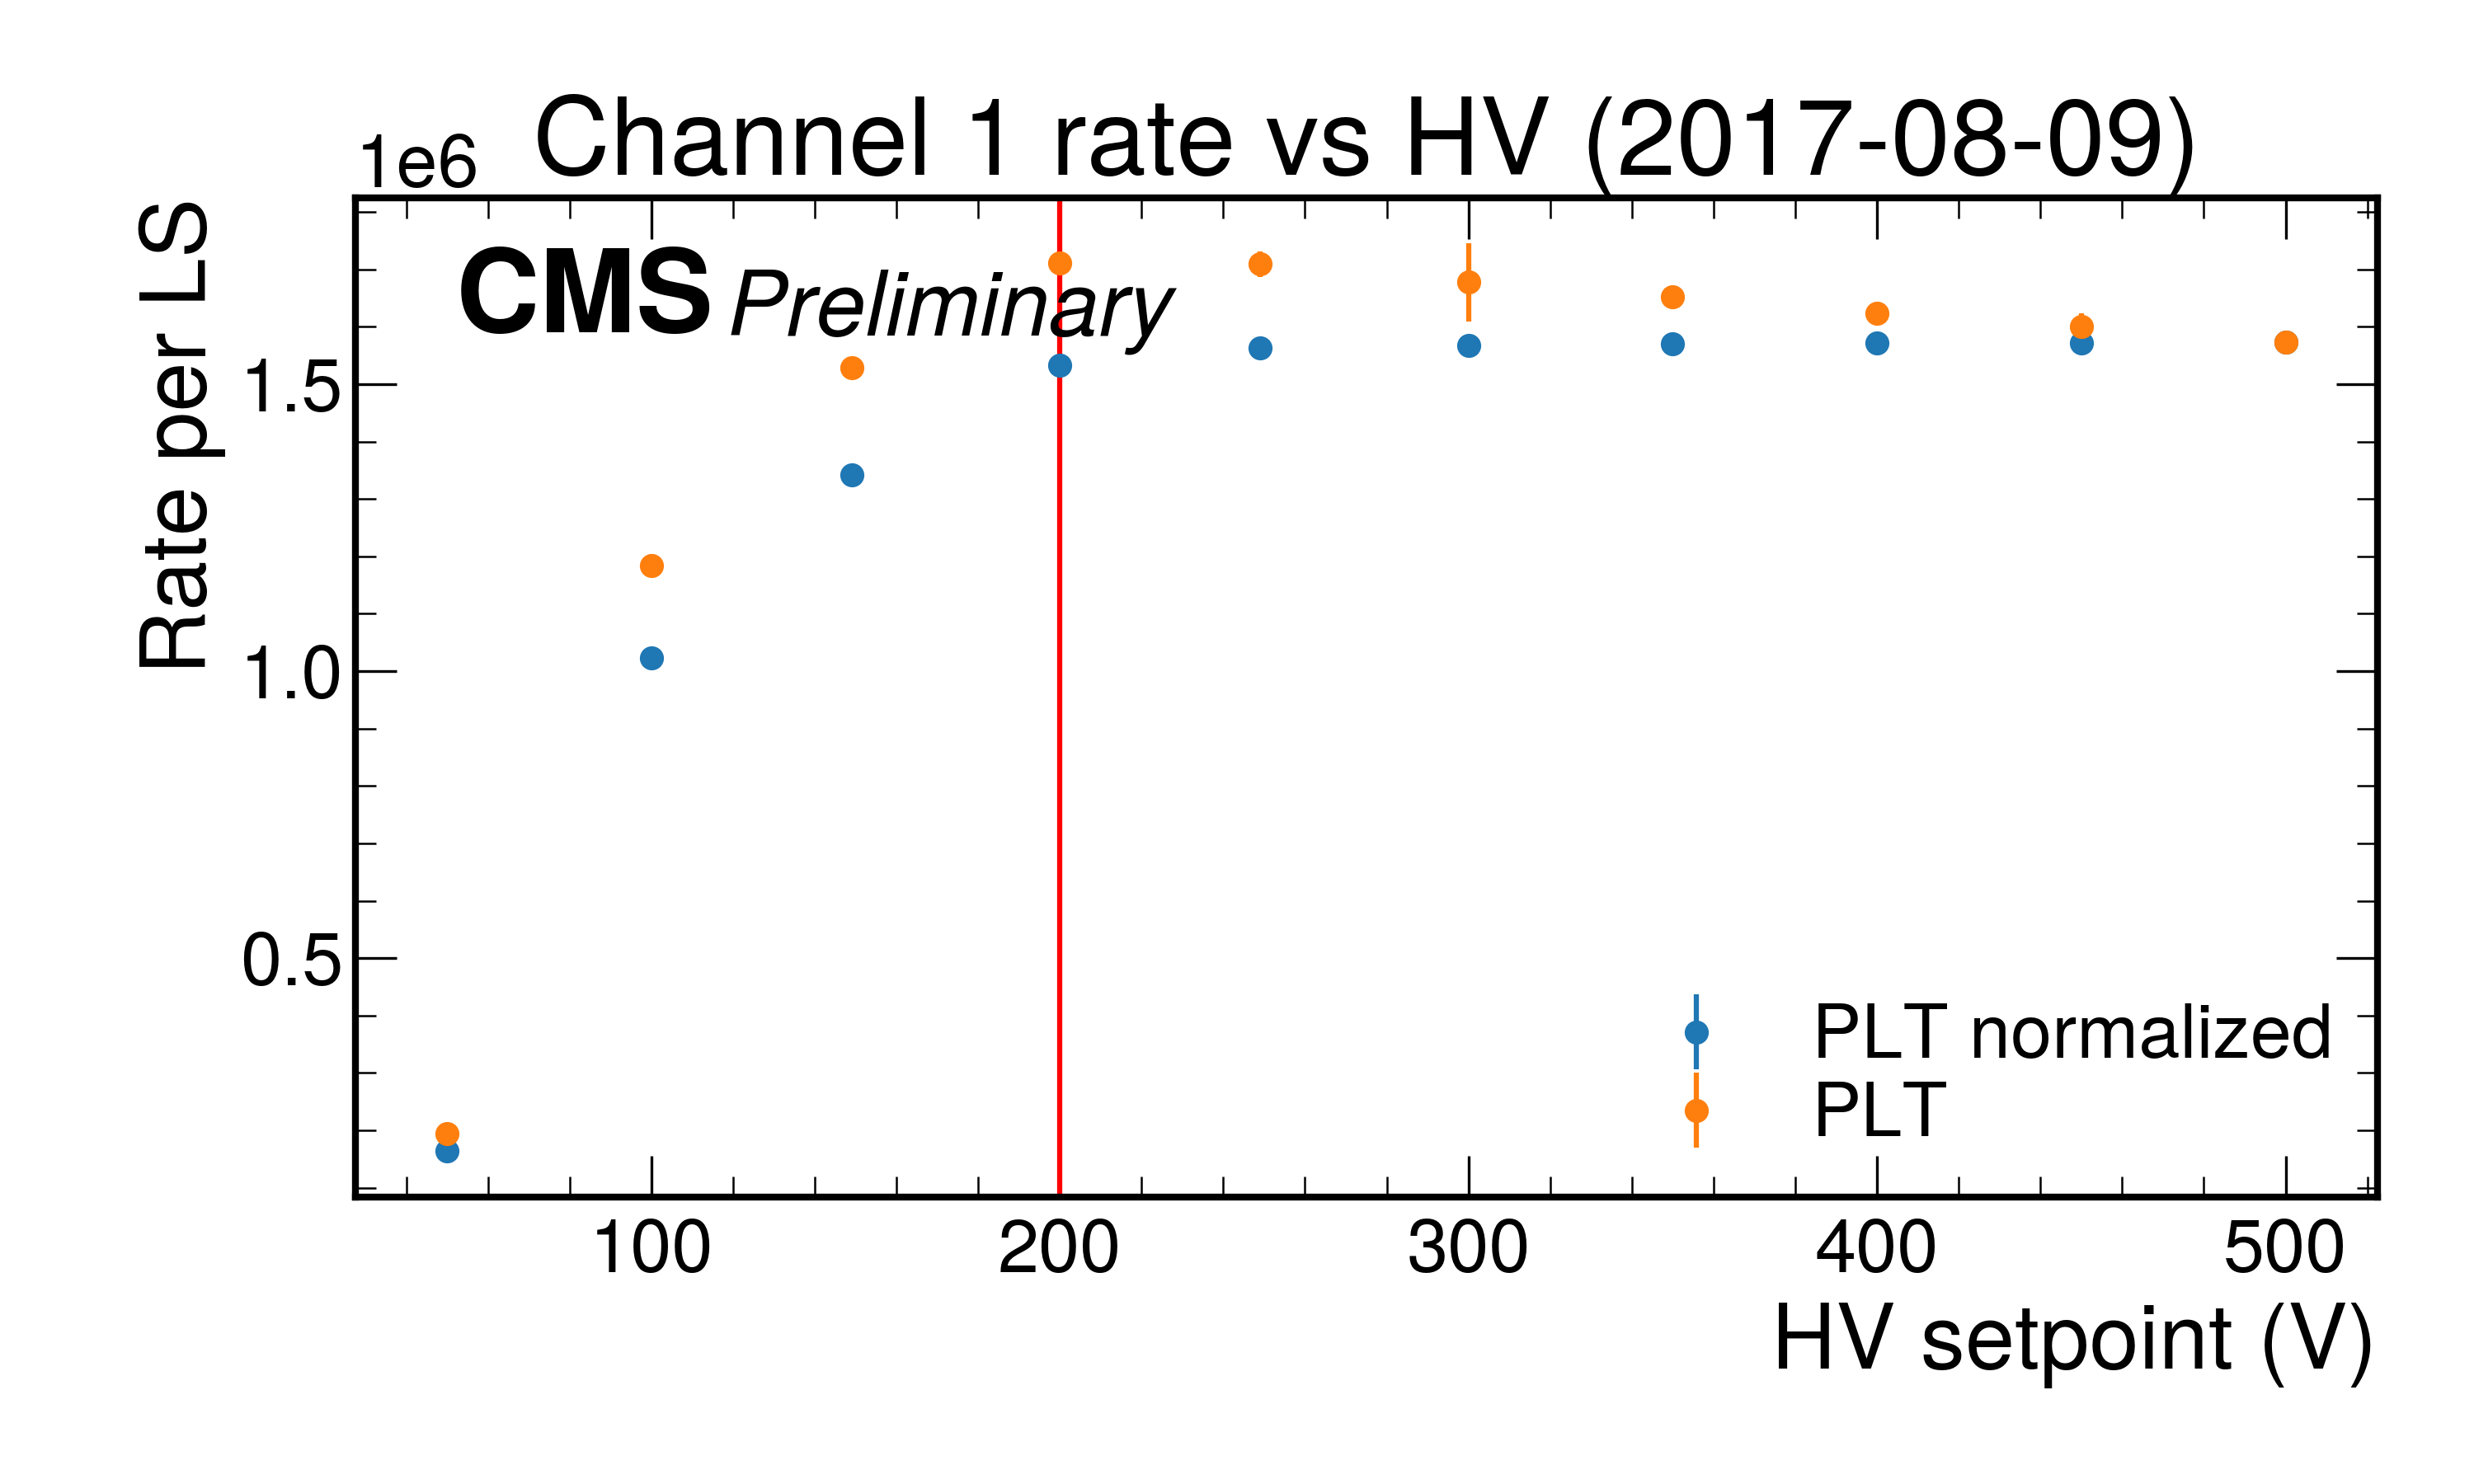 Channel 1 rate vs HV (2017-08-09)
1e6
CMS Preliminary
Rate per LS
1.5
1.0
0.5
PLT normalized
PLT
100 200 300 400 500
HV setpoint (V)